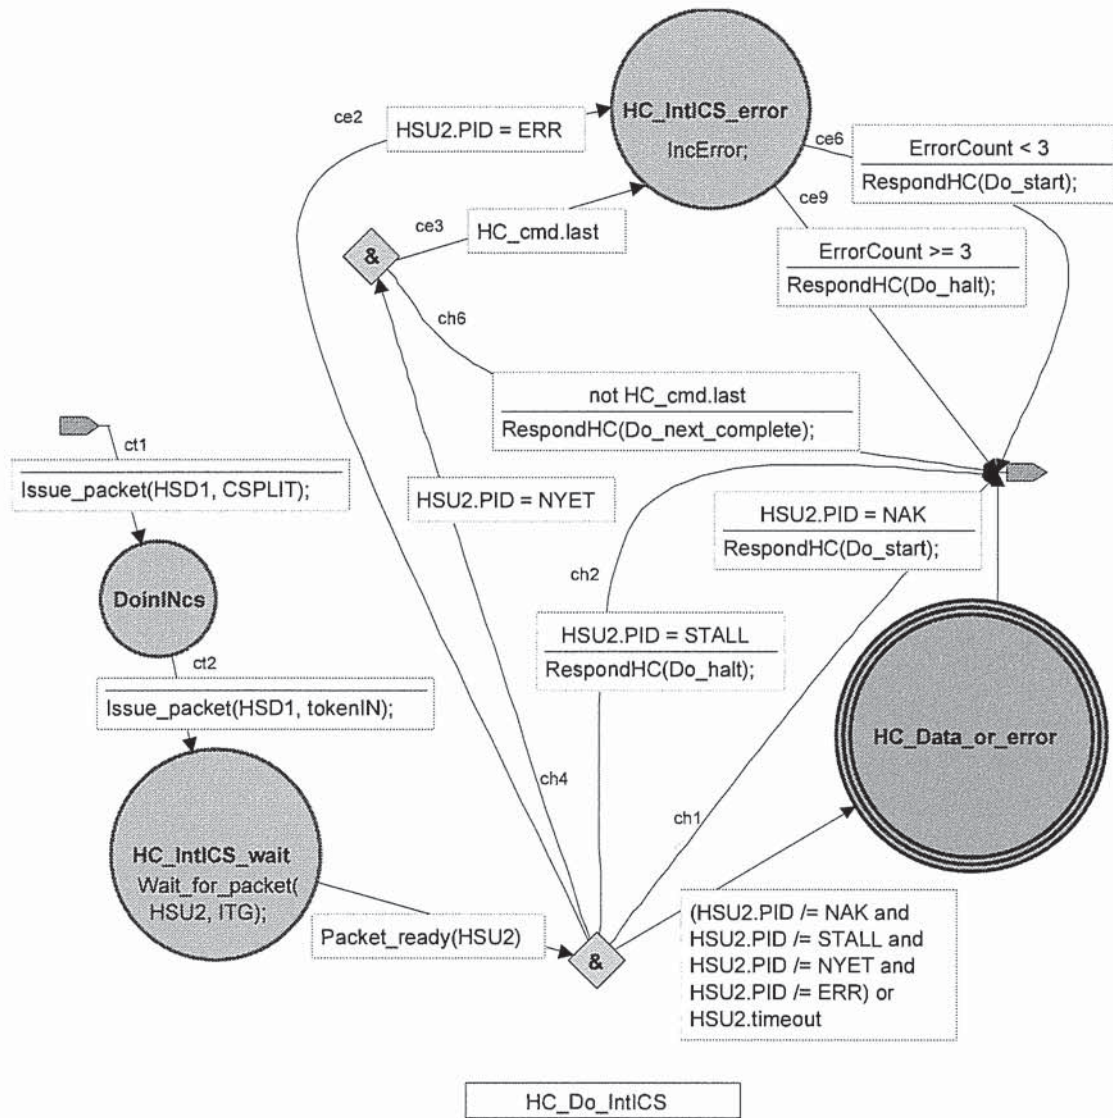 ce2
HSU2.PID = ERR
HC_IntICS_error
IncError;
ce6
ErrorCount < 3
RespondHC(Do_start);
ce3
HC_cmd.last
ce9
ErrorCount >= 3
RespondHC(Do_halt);
&
ch6
not HC_cmd.last
RespondHC(Do_next_complete);
ct1
Issue_packet(HSD1, CSPLIT);
HSU2.PID = NYET
HSU2.PID = NAK
RespondHC(Do_start);
ch2
DoinINcs
HSU2.PID = STALL
RespondHC(Do_halt);
ct2
Issue_packet(HSD1, tokenIN);
HC_Data_or_error
ch4
ch1
HC_IntICS_wait
Wait_for_packet(
HSU2, ITG);
Packet_ready(HSU2)
&
(HSU2.PID /= NAK and
HSU2.PID /= STALL and
HSU2.PID /= NYET and
HSU2.PID /= ERR) or
HSU2.timeout
HC_Do_IntICS